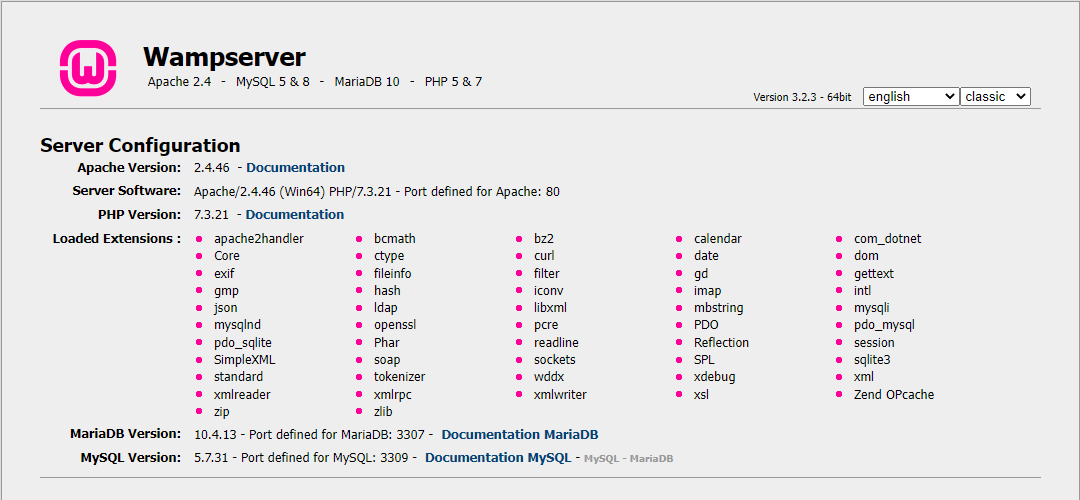 Wampserver
Apache 2.4 - MySQL 5 & 8 - MariaDB 10 - PHP 5 & 7
Version 3.2.3 - 64bit english classic
Server Configuration
Apache Version: 2.4.46 - Documentation
Server Software: Apache/2.4.46 (Win64) PHP/7.3.21 - Port defined for Apache: 80
PHP Version: 7.3.21 - Documentation
Loaded Extensions : apache2handler bcmath bz2 calendar com_dotnet
Core ctype curl date dom
exif fileinfo filter gd gettext
gmp hash iconv imap intl
json ldap libxml mbstring mysqli
mysqlnd openssl pcre PDO pdo_mysql
pdo_sqlite Phar readline Reflection session
SimpleXML soap sockets SPL sqlite3
standard tokenizer wddx xdebug xml
xmlreader xmlrpc xmlwriter xsl Zend OPcache
zip zlib
MariaDB Version: 10.4.13 - Port defined for MariaDB: 3307 - Documentation MariaDB
MySQL Version: 5.7.31 - Port defined for MySQL: 3309 - Documentation MySQL - MySQL - MariaDB